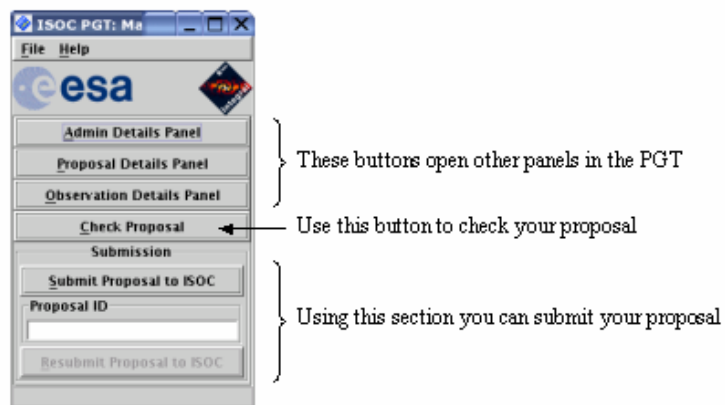 ISOC PGT: Ma
File Help
esa
Integral
Admin Details Panel
Proposal Details Panel
These buttons open other panels in the PGT
Observation Details Panel
Check Proposal
Use this button to check your proposal
Submission
Submit Proposal to ISOC
Proposal ID
Using this section you can submit your proposal
Resubmit Proposal to ISOC